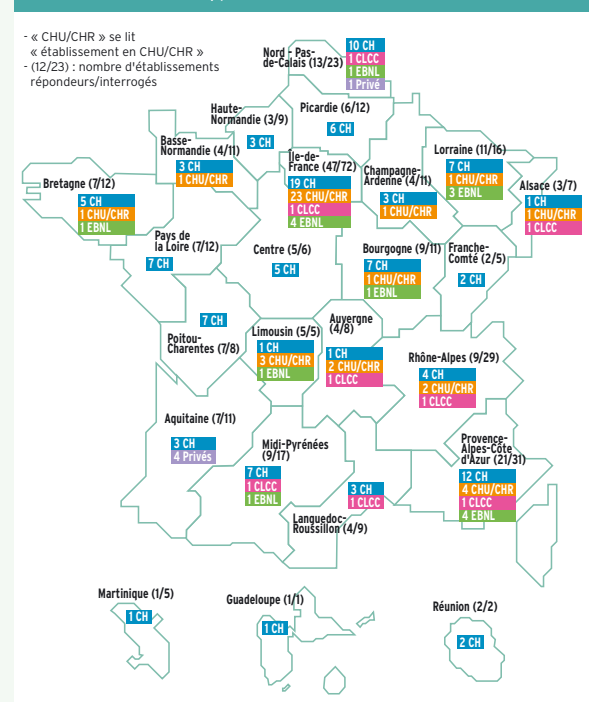 - « CHU/CHR » se lit
« établissement en CHU/CHR »
- (12/23) : nombre d'établissements
répondeurs/interrogés
Nord - Pas-
de-Calais (13/23)
10 CH
1 CLCC
1 EBNL
1 Privé
Haute-
Normandie (3/9)
3 CH
Picardie (6/12)
6 CH
Basse-
Normandie (4/11)
3 CH
1 CHU/CHR
Île-de-
France (47/72)
19 CH
23 CHU/CHR
1 CLCC
4 EBNL
Champagne-
Ardenne (4/11)
3 CH
1 CHU/CHR
Lorraine (11/16)
7 CH
1 CHU/CHR
3 EBNL
Alsace (3/7)
1 CH
1 CHU/CHR
1 CLCC
Bretagne (7/12)
5 CH
1 CHU/CHR
1 EBNL
Pays de
la Loire (7/12)
7 CH
Centre (5/6)
5 CH
Bourgogne (9/11)
7 CH
1 CHU/CHR
1 EBNL
Franche-
Comté (2/5)
2 CH
7 CH
Poitou-
Charentes (7/8)
Limousin (5/5)
1 CH
3 CHU/CHR
1 EBNL
Auvergne
(4/8)
1 CH
2 CHU/CHR
1 CLCC
Rhône-Alpes (9/29)
4 CH
2 CHU/CHR
1 CLCC
Aquitaine (7/11)
3 CH
4 Privés
Midi-Pyrénées
(9/17)
7 CH
1 CLCC
1 EBNL
3 CH
1 CLCC
Languedoc-
Roussillon (4/9)
Provence-
Alpes-Côte
d'Azur (21/31)
12 CH
4 CHU/CHR
1 CLCC
4 EBNL
Martinique (1/5)
1 CH
Guadeloupe (1/1)
1 CH
Réunion (2/2)
2 CH